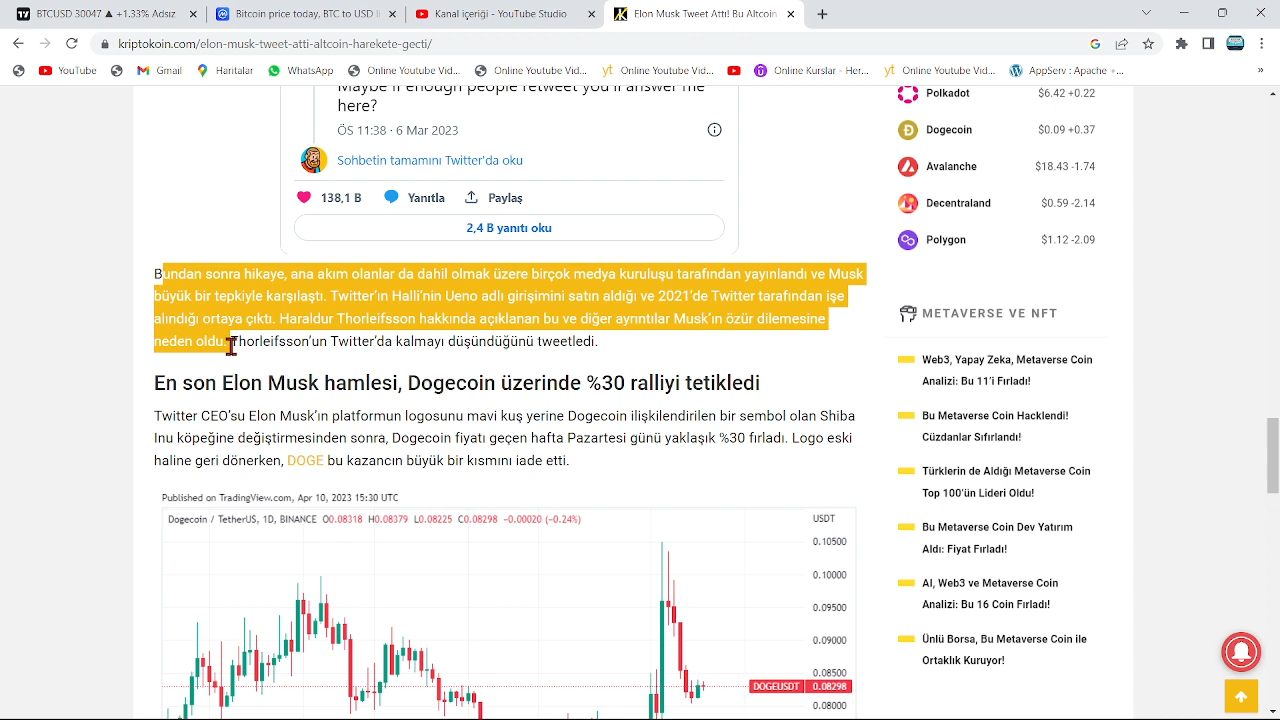 BTCUSD 30047 ▲ +1.33% Adsız
Bitcoin price today, BTC to USD li
Kanal İçeriği - YouTube Studio
Elon Musk Tweet Attı! Bu Altcoin
kriptokoin.com/elon-musk-tweet-atti-altcoin-harekete-gecti/
YouTube
Gmail
Haritalar
WhatsApp
Online Youtube Vid...
Online Youtube Vid...
Online Youtube Vid...
Online Kurslar - Her...
Online Youtube Vid...
AppServ : Apache +...
»
Maybe if enough people retweet you'll answer me
here?
ÖS 11:38 · 6 Mar 2023
Sohbetin tamamını Twitter'da oku
138,1 B Yanıtla Paylaş
2,4 B yanıtı oku
Bundan sonra hikaye, ana akım olanlar da dahil olmak üzere birçok medya kuruluşu tarafından yayınlandı ve Musk
büyük bir tepkiyle karşılaştı. Twitter'ın Halli'nin Ueno adlı girişimini satın aldığı ve 2021'de Twitter tarafından işe
alındığı ortaya çıktı. Haraldur Thorleifsson hakkında açıklanan bu ve diğer ayrıntılar Musk'ın özür dilemesine
neden oldu. Thorleifsson'un Twitter'da kalmayı düşündüğünü tweetledi.
En son Elon Musk hamlesi, Dogecoin üzerinde %30 ralliyi tetikledi
Twitter CEO'su Elon Musk'ın platformun logosunu mavi kuş yerine Dogecoin ilişkilendirilen bir sembol olan Shiba
Inu köpeğine değiştirmesinden sonra, Dogecoin fiyatı geçen hafta Pazartesi günü yaklaşık %30 fırladı. Logo eski
haline geri dönerken, DOGE bu kazancın büyük bir kısmını iade etti.
Published on TradingView.com, Apr 10, 2023 15:30 UTC
Dogecoin / TetherUS, 1D, BINANCE O0.08318 H0.08379 L0.08225 C0.08298 −0.00020 (−0.24%)
USDT
0.10500
0.10000
0.09500
0.09000
0.08500
DOGEUSDT 0.08298
0.08000
Polkadot $6.42 +0.22
Dogecoin $0.09 +0.37
Avalanche $18.43 -1.74
Decentraland $0.59 -2.14
Polygon $1.12 -2.09
METAVERSE VE NFT
Web3, Yapay Zeka, Metaverse Coin
Analizi: Bu 11'i Fırladı!
Bu Metaverse Coin Hacklendi!
Cüzdanlar Sıfırlandı!
Türklerin de Aldığı Metaverse Coin
Top 100'ün Lideri Oldu!
Bu Metaverse Coin Dev Yatırım
Aldı: Fiyat Fırladı!
AI, Web3 ve Metaverse Coin
Analizi: Bu 16 Coin Fırladı!
Ünlü Borsa, Bu Metaverse Coin ile
Ortaklık Kuruyor!